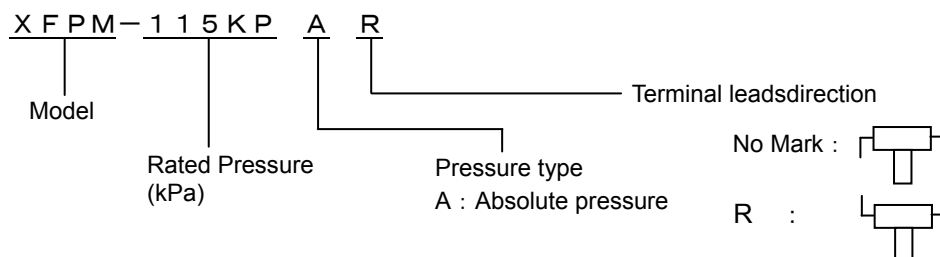 ＸＦＰＭ－１１５ＫＰ Ａ Ｒ
Terminal leadsdirection
Model
No Mark :
Rated Pressure
(kPa)
Pressure type
A : Absolute pressure
R :